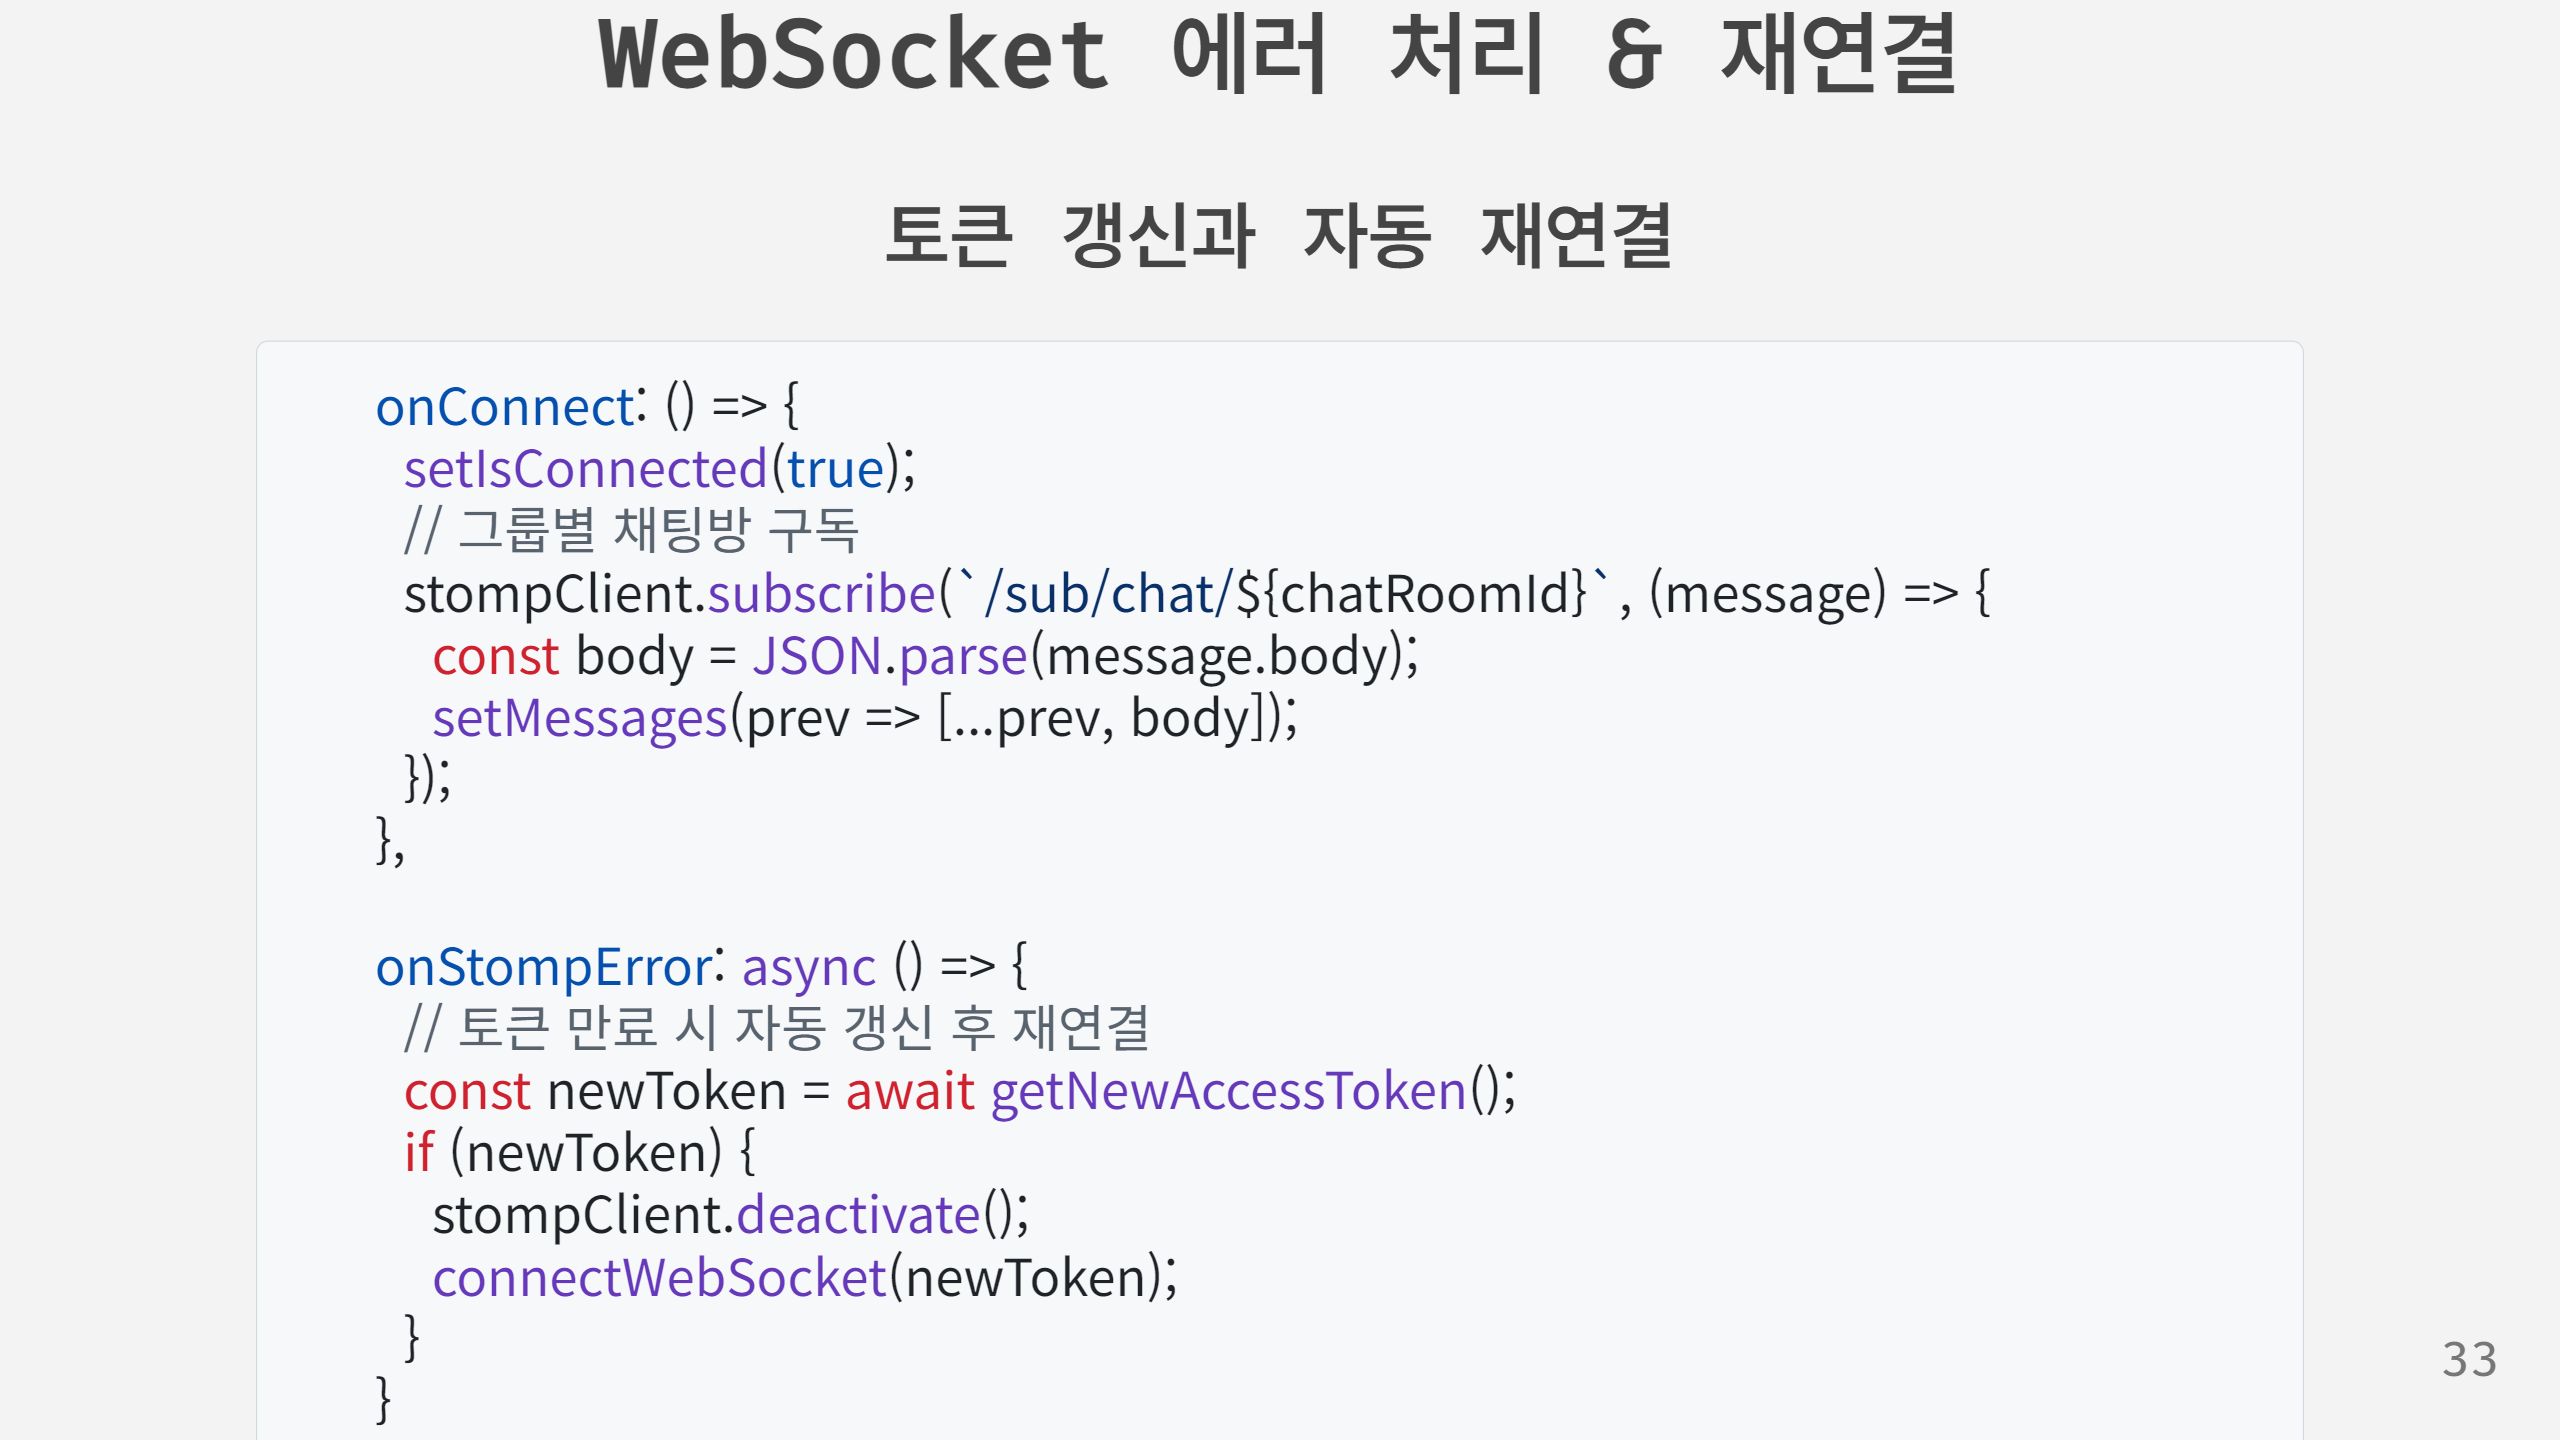 WebSocket 에러 처리 & 재연결
토큰 갱신과 자동 재연결
onConnect: () => {
  setIsConnected(true);
  // 그룹별 채팅방 구독
  stompClient.subscribe(`/sub/chat/${chatRoomId}`, (message) => {
    const body = JSON.parse(message.body);
    setMessages(prev => [...prev, body]);
  });
},

onStompError: async () => {
  // 토큰 만료 시 자동 갱신 후 재연결
  const newToken = await getNewAccessToken();
  if (newToken) {
    stompClient.deactivate();
    connectWebSocket(newToken);
  }
}
33